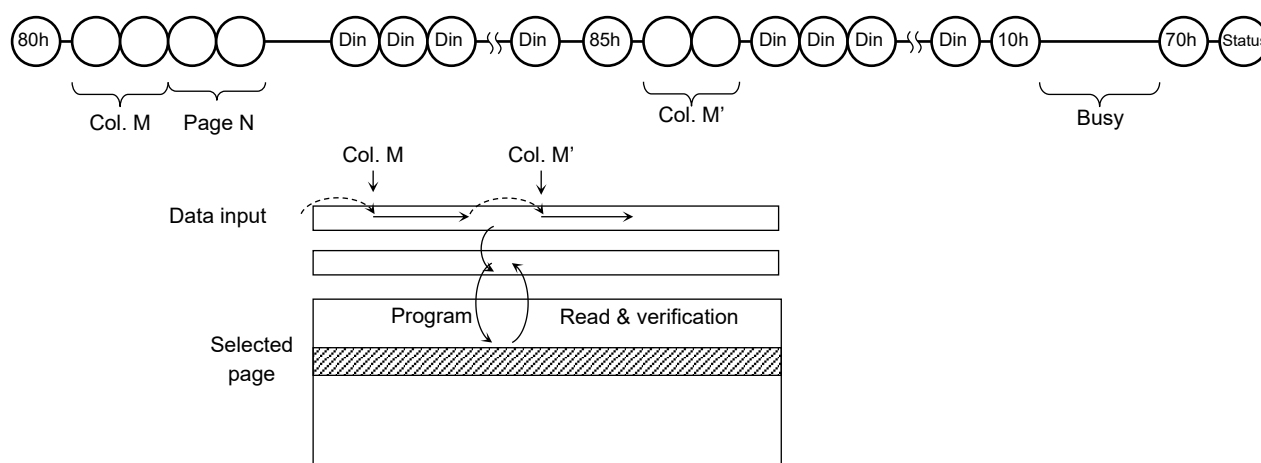 80h Din Din Din Din 85h Din Din Din Din 10h 70h Status
Col. M Page N Col. M’ Busy
Col. M Col. M’
Data input
Program Read & verification
Selected
page